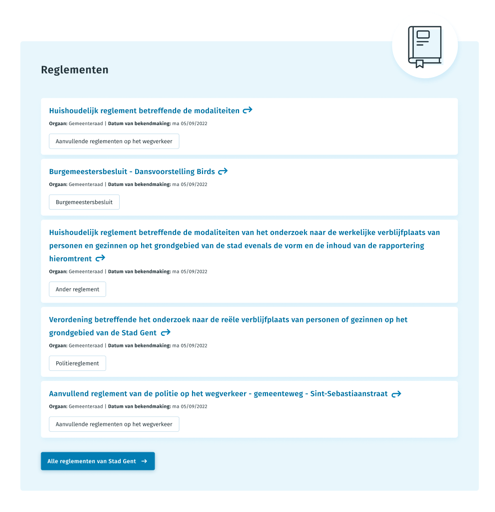 Reglementen
Huishoudelijk reglement betreffende de modaliteiten
Orgaan: Gemeenteraad | Datum van bekendmaking: ma 05/09/2022
Aanvullende reglementen op het wegverkeer
Burgemeestersbesluit - Dansvoorstelling Birds
Orgaan: Gemeenteraad | Datum van bekendmaking: ma 05/09/2022
Burgemeestersbesluit
Huishoudelijk reglement betreffende de modaliteiten van het onderzoek naar de werkelijke verblijfplaats van
personen en gezinnen op het grondgebied van de stad evenals de vorm en de inhoud van de rapportering
hieromtrent
Orgaan: Gemeenteraad | Datum van bekendmaking: ma 05/09/2022
Ander reglement
Verordening betreffende het onderzoek naar de reële verblijfplaats van personen of gezinnen op het
grondgebied van de Stad Gent
Orgaan: Gemeenteraad | Datum van bekendmaking: ma 05/09/2022
Politiereglement
Aanvullend reglement van de politie op het wegverkeer - gemeenteweg - Sint-Sebastiaanstraat
Orgaan: Gemeenteraad | Datum van bekendmaking: ma 05/09/2022
Aanvullende reglementen op het wegverkeer
Alle reglementen van Stad Gent